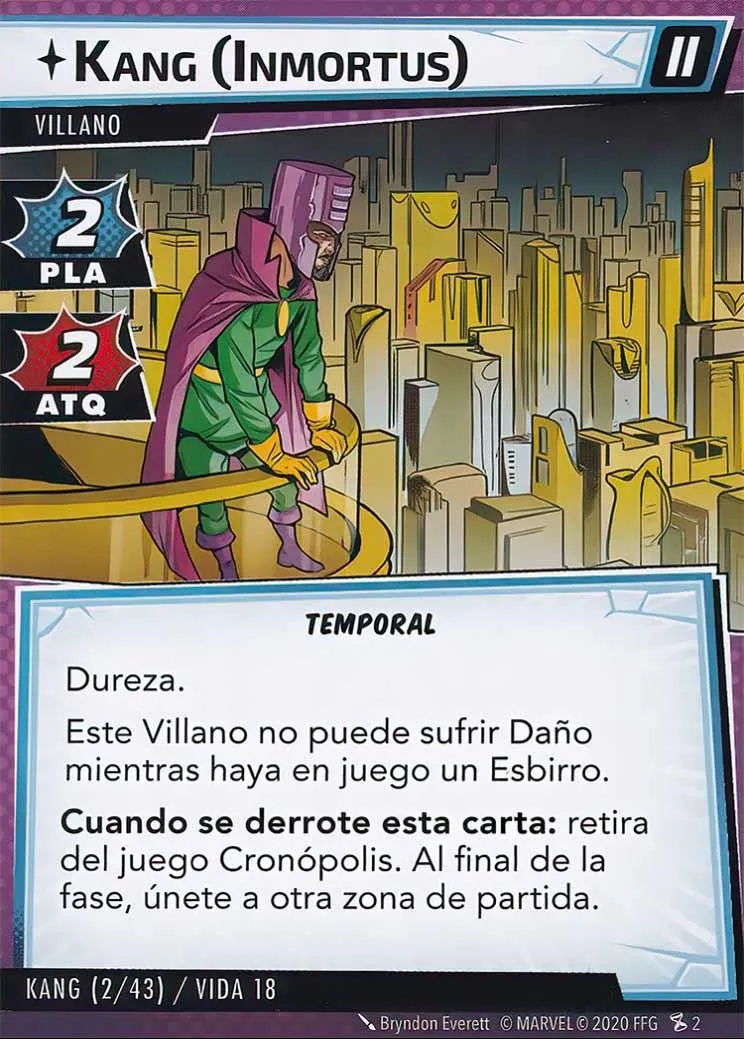 KANG (INMORTUS)
II
VILLANO
2
PLA
2
ATQ
TEMPORAL
Dureza.
Este Villano no puede sufrir Daño
mientras haya en juego un Esbirro.
Cuando se derrote esta carta: retira
del juego Cronópolis. Al final de la
fase, únete a otra zona de partida.
KANG (2/43) / VIDA 18
Bryndon Everett © MARVEL © 2020 FFG 2